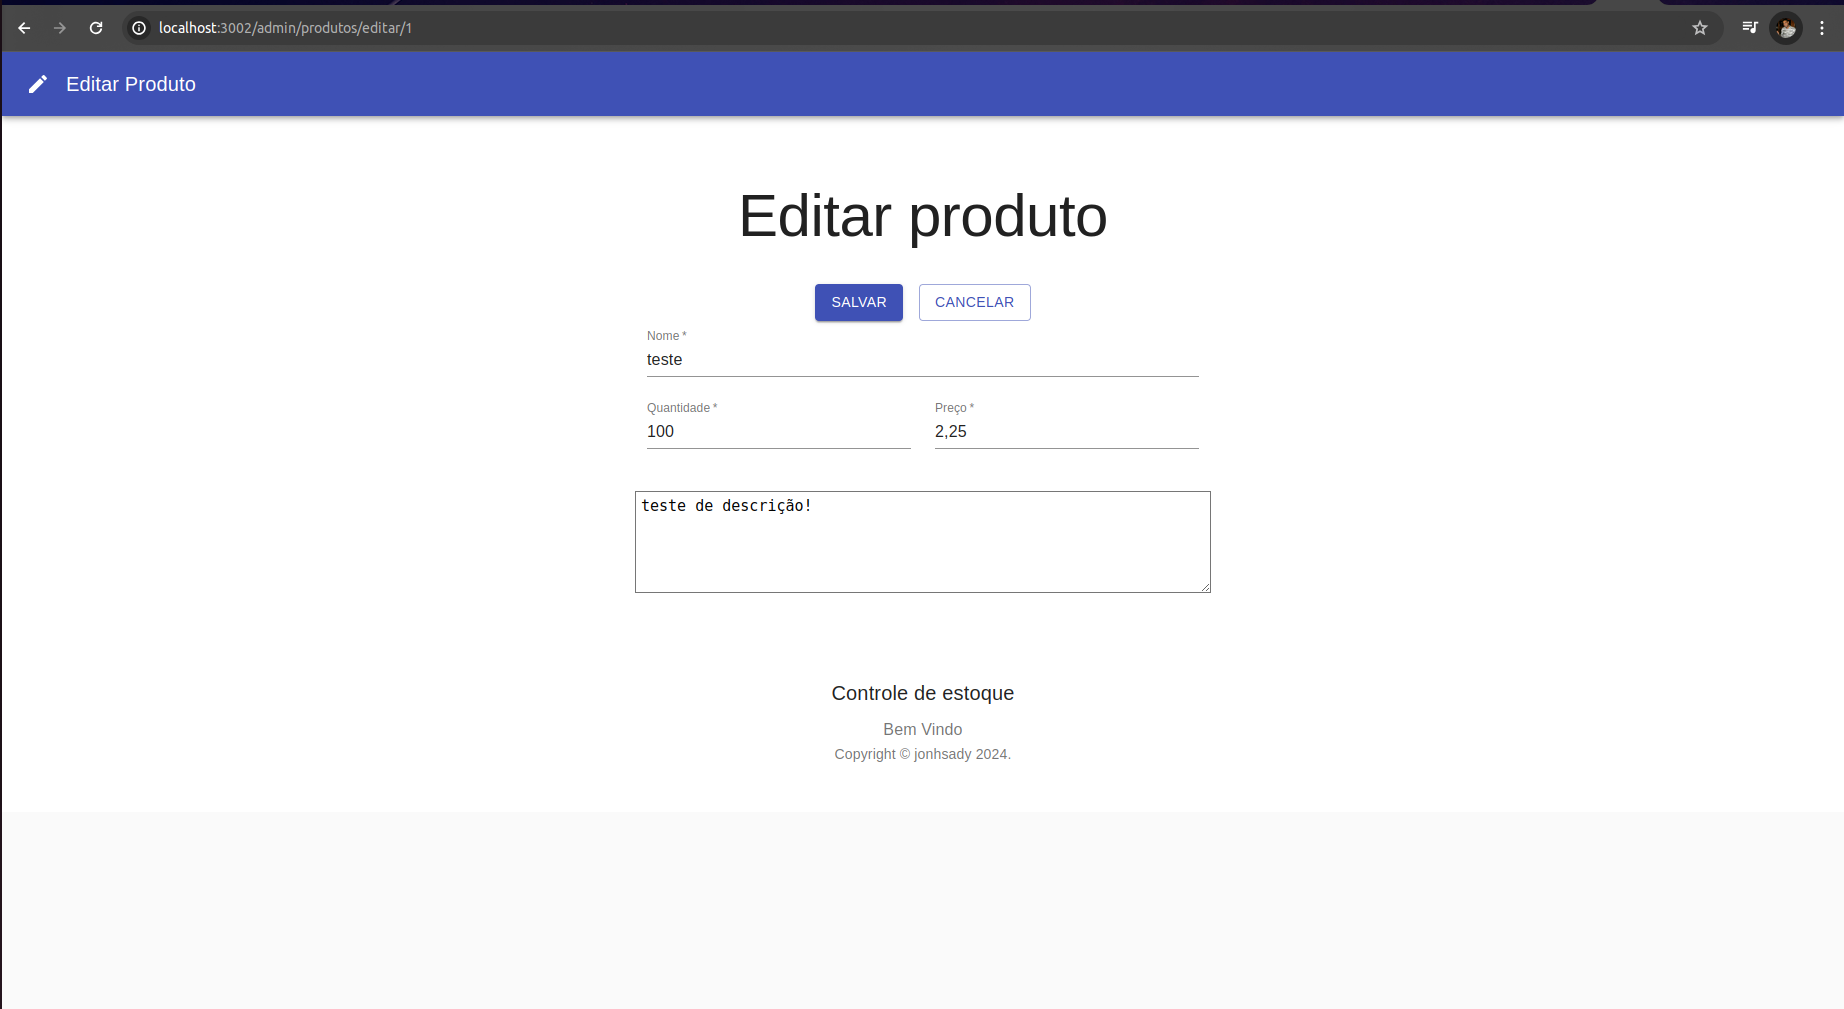 localhost:3002/admin/produtos/editar/1
Editar Produto
Editar produto
SALVAR CANCELAR
Nome *
teste
Quantidade * Preço *
100 2,25
teste de descrição!
Controle de estoque
Bem Vindo
Copyright © jonhsady 2024.